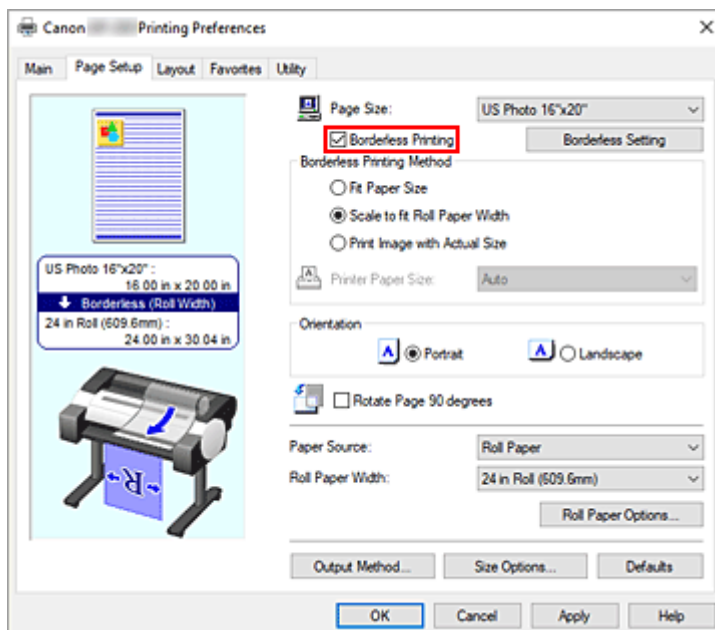 Canon Printing Preferences
Main Page Setup Layout Favorites Utility
Page Size: US Photo 16"x20"
Borderless Printing Borderless Setting
Borderless Printing Method
Fit Paper Size
Scale to fit Roll Paper Width
Print Image with Actual Size
Printer Paper Size: Auto
US Photo 16"x20" :
16.00 in x 20.00 in
Borderless (Roll Width)
24 in Roll (609.6mm) :
24.00 in x 30.04 in
Orientation
A Portrait A Landscape
Rotate Page 90 degrees
R
Paper Source: Roll Paper
Roll Paper Width: 24 in Roll (609.6mm)
Roll Paper Options...
Output Method... Size Options... Defaults
OK Cancel Apply Help